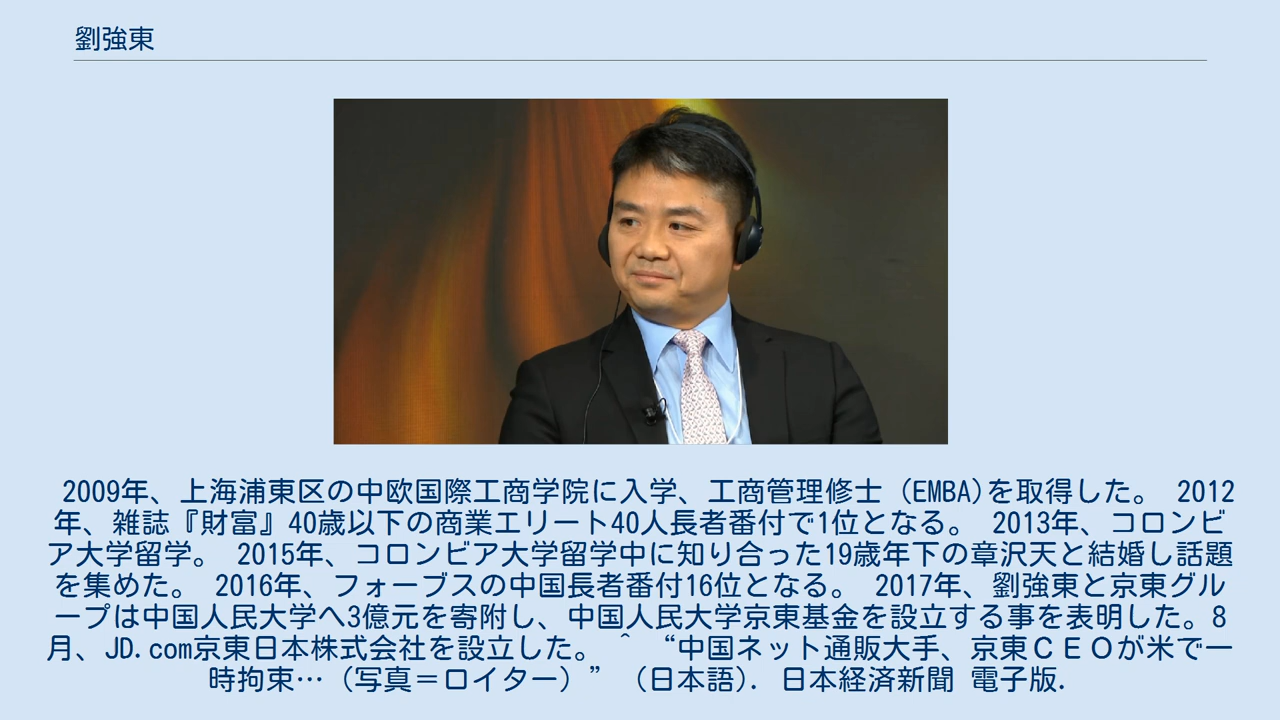 劉強東
2009年、上海浦東区の中欧国際工商学院に入学、工商管理修士 (EMBA)を取得した。 2012
年、雑誌『財富』40歳以下の商業エリート40人長者番付で1位となる。 2013年、コロンビ
ア大学留学。 2015年、コロンビア大学留学中に知り合った19歳年下の章沢天と結婚し話題
を集めた。 2016年、フォーブスの中国長者番付16位となる。 2017年、劉強東と京東グル
ープは中国人民大学へ3億元を寄附し、中国人民大学京東基金を設立する事を表明した。8
月、JD.com京東日本株式会社を設立した。 ^ “中国ネット通販大手、京東ＣＥＯが米で一
時拘束… (写真＝ロイター) ” (日本語). 日本経済新聞 電子版.